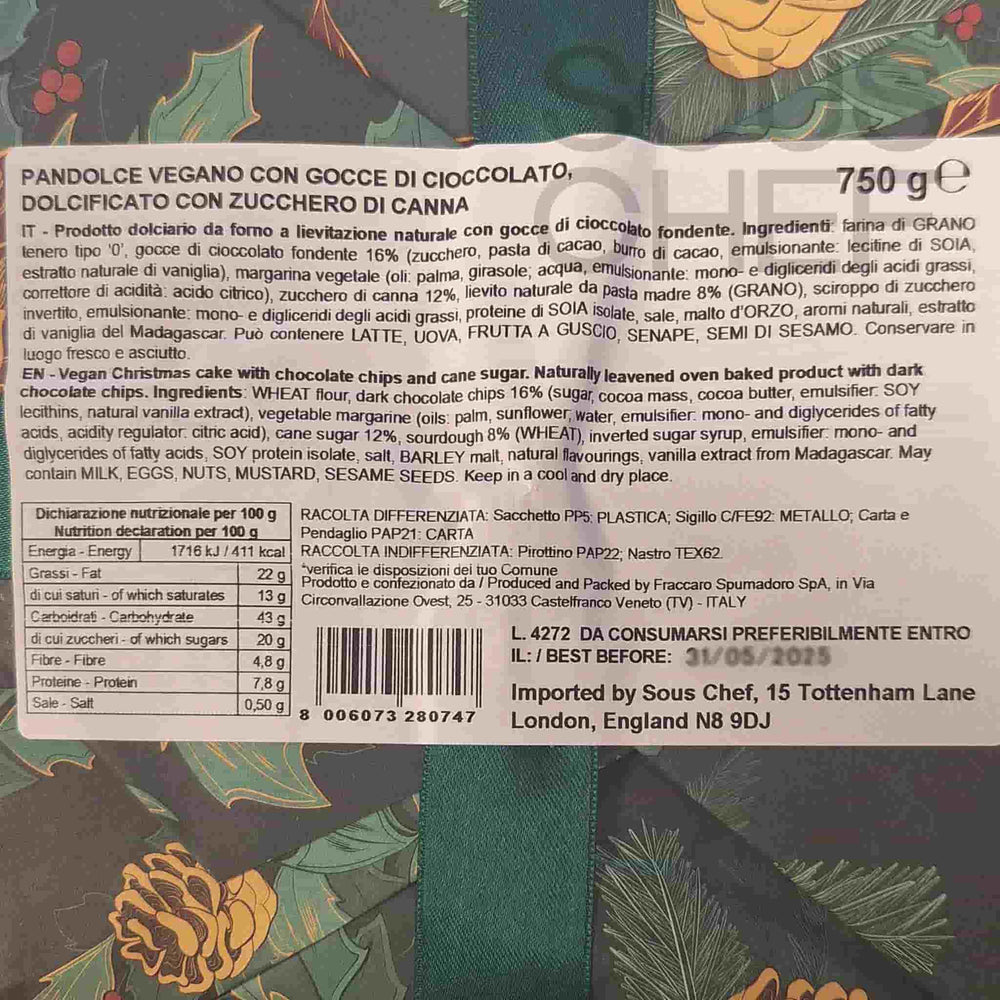 SOUS
CHEF
PANDOLCE VEGANO CON GOCCE DI CIOCCOLATO,
DOLCIFICATO CON ZUCCHERO DI CANNA
750 g e
IT - Prodotto dolciario da forno a lievitazione naturale con gocce di cioccolato fondente. Ingredienti: farina di GRANO
tenero tipo '0', gocce di cioccolato fondente 16% (zucchero, pasta di cacao, burro di cacao, emulsionante: lecitine di SOIA,
estratto naturale di vaniglia), margarina vegetale (oli: palma, girasole; acqua, emulsionante: mono- e digliceridi degli acidi grassi,
correttore di acidità: acido citrico), zucchero di canna 12%, lievito naturale da pasta madre 8% (GRANO), sciroppo di zucchero
invertito, emulsionante: mono- e digliceridi degli acidi grassi, proteine di SOIA isolate, sale, malto d'ORZO, aromi naturali, estratto
di vaniglia del Madagascar. Può contenere LATTE, UOVA, FRUTTA A GUSCIO, SENAPE, SEMI DI SESAMO. Conservare in
luogo fresco e asciutto.
EN - Vegan Christmas cake with chocolate chips and cane sugar. Naturally leavened oven baked product with dark
chocolate chips. Ingredients: WHEAT flour, dark chocolate chips 16% (sugar, cocoa mass, cocoa butter, emulsifier: SOY
lecithins, natural vanilla extract), vegetable margarine (oils: palm, sunflower; water, emulsifier: mono- and diglycerides of fatty
acids, acidity regulator: citric acid), cane sugar 12%, sourdough 8% (WHEAT), inverted sugar syrup, emulsifier: mono- and
diglycerides of fatty acids, SOY protein isolate, salt, BARLEY malt, natural flavourings, vanilla extract from Madagascar. May
contain MILK, EGGS, NUTS, MUSTARD, SESAME SEEDS. Keep in a cool and dry place.
Dichiarazione nutrizionale per 100 g
Nutrition declaration per 100 g
Energia - Energy 1716 kJ / 411 kcal
Grassi - Fat 22 g
di cui saturi - of which saturates 13 g
Carboidrati - Carbohydrate 43 g
di cui zuccheri - of which sugars 20 g
Fibre - Fibre 4,8 g
Proteine - Protein 7,8 g
Sale - Salt 0,50 g
RACCOLTA DIFFERENZIATA: Sacchetto PP5: PLASTICA; Sigillo C/FE92: METALLO; Carta e
Pendaglio PAP21: CARTA
RACCOLTA INDIFFERENZIATA: Pirottino PAP22; Nastro TEX62.
*verifica le disposizioni del tuo Comune
Prodotto e confezionato da / Produced and Packed by Fraccaro Spumadoro SpA, in Via
Circonvallazione Ovest, 25 - 31033 Castelfranco Veneto (TV) - ITALY
8 006073 280747
L. 4272 DA CONSUMARSI PREFERIBILMENTE ENTRO
IL: / BEST BEFORE: 31/05/2025
Imported by Sous Chef, 15 Tottenham Lane
London, England N8 9DJ